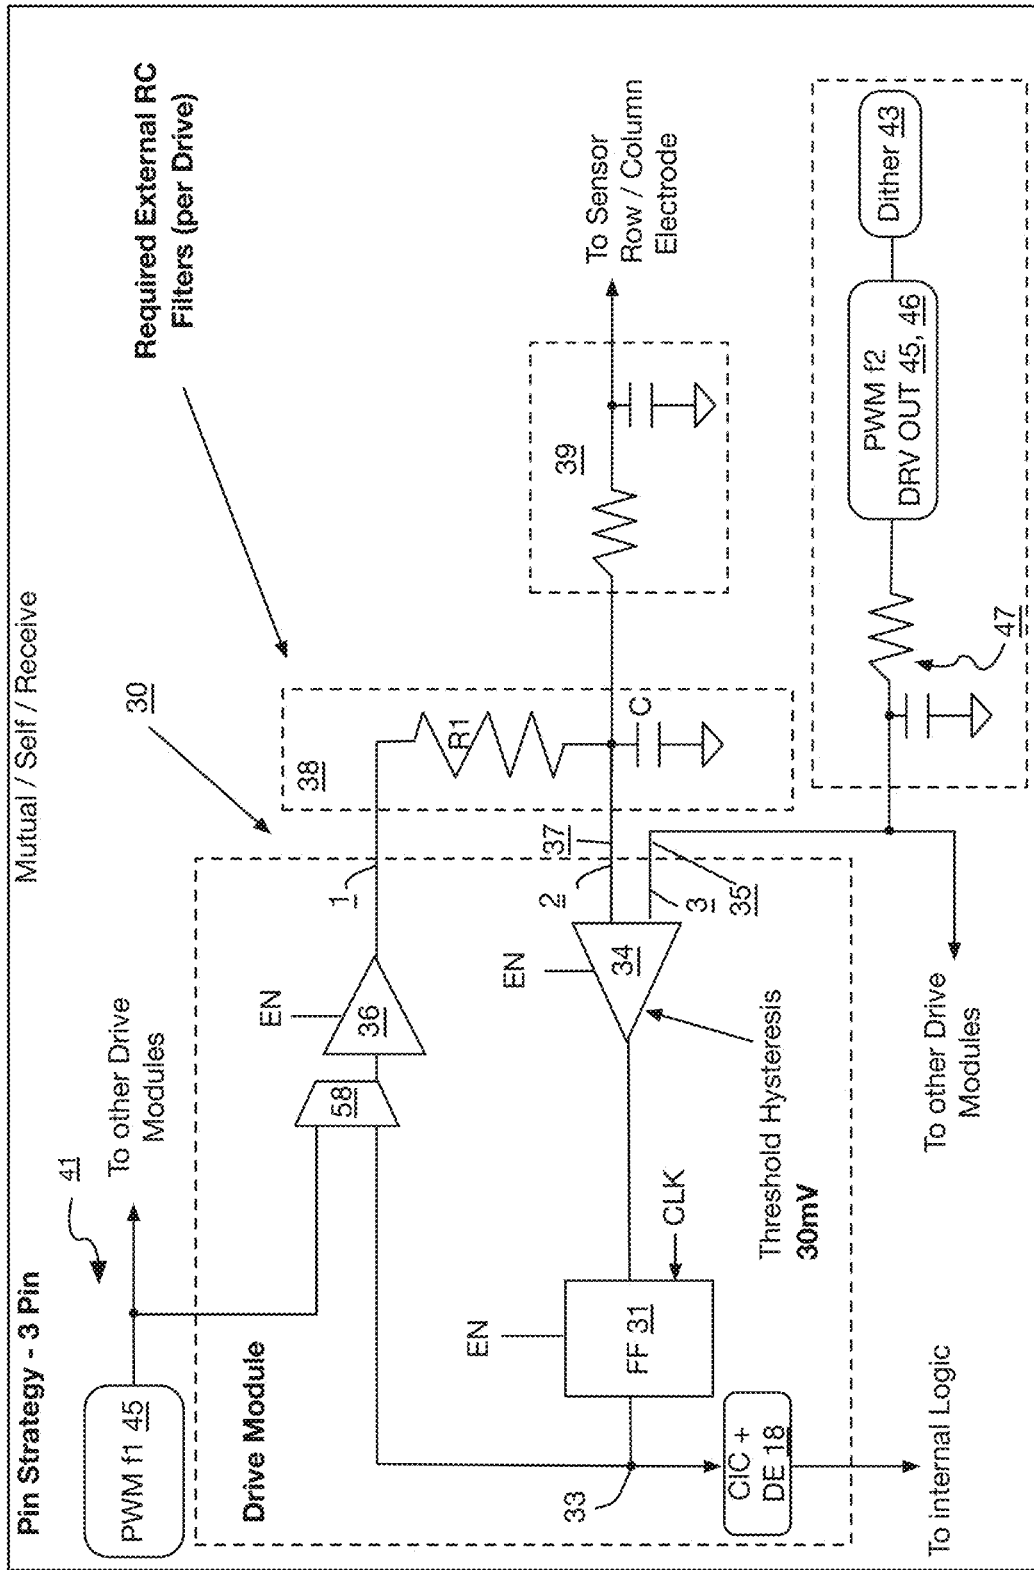 Mutual / Self / Receive
Pin Strategy - 3 Pin
PWM f1 45
41
To other Drive
Modules
30
Required External RC
Filters (per Drive)
Drive Module
58
EN
36
1
38
R1
C
39
To Sensor
Row / Column
Electrode
33
EN
FF 31
CLK
EN
34
2
37
3
35
Threshold Hysteresis
30mV
CIC +
DE 18
To internal Logic
To other Drive
Modules
47
PWM f2
DRV OUT 45, 46
Dither 43